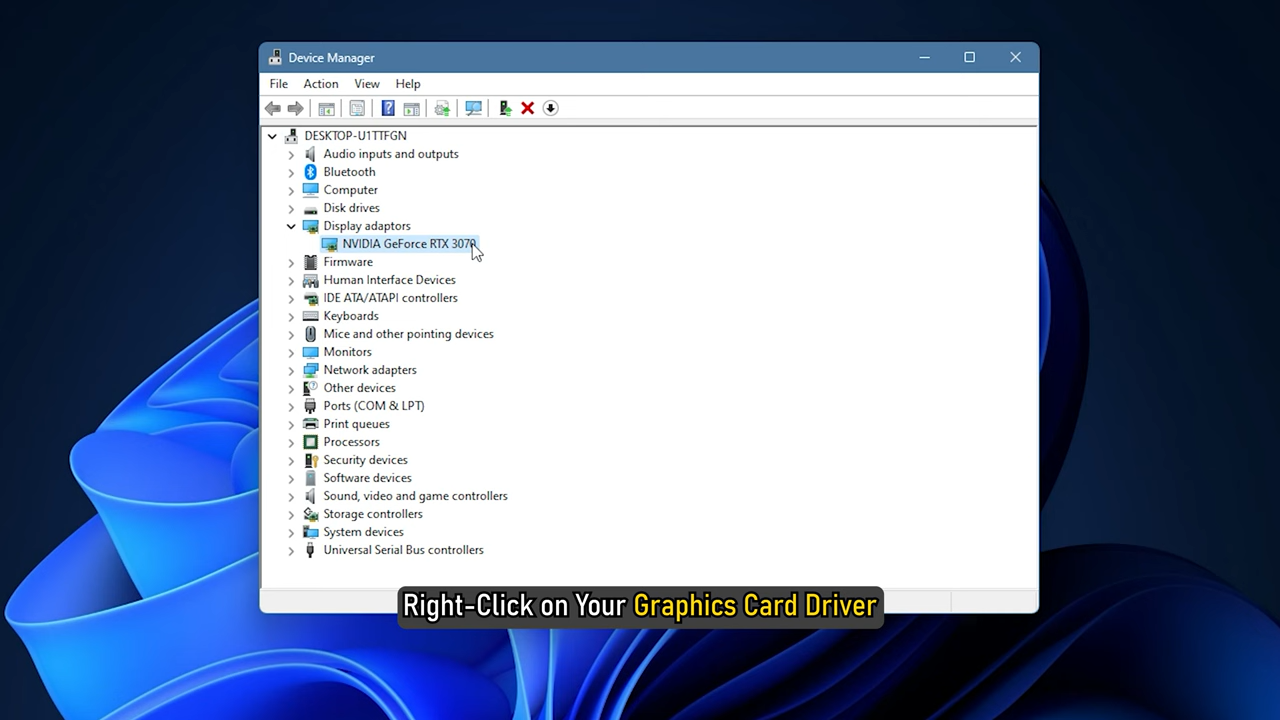 Device Manager
File Action View Help
DESKTOP-U1TTFGN
Audio inputs and outputs
Bluetooth
Computer
Disk drives
Display adaptors
NVIDIA GeForce RTX 3070
Firmware
Human Interface Devices
IDE ATA/ATAPI controllers
Keyboards
Mice and other pointing devices
Monitors
Network adapters
Other devices
Ports (COM & LPT)
Print queues
Processors
Security devices
Software devices
Sound, video and game controllers
Storage controllers
System devices
Universal Serial Bus controllers
Right-Click on Your Graphics Card Driver